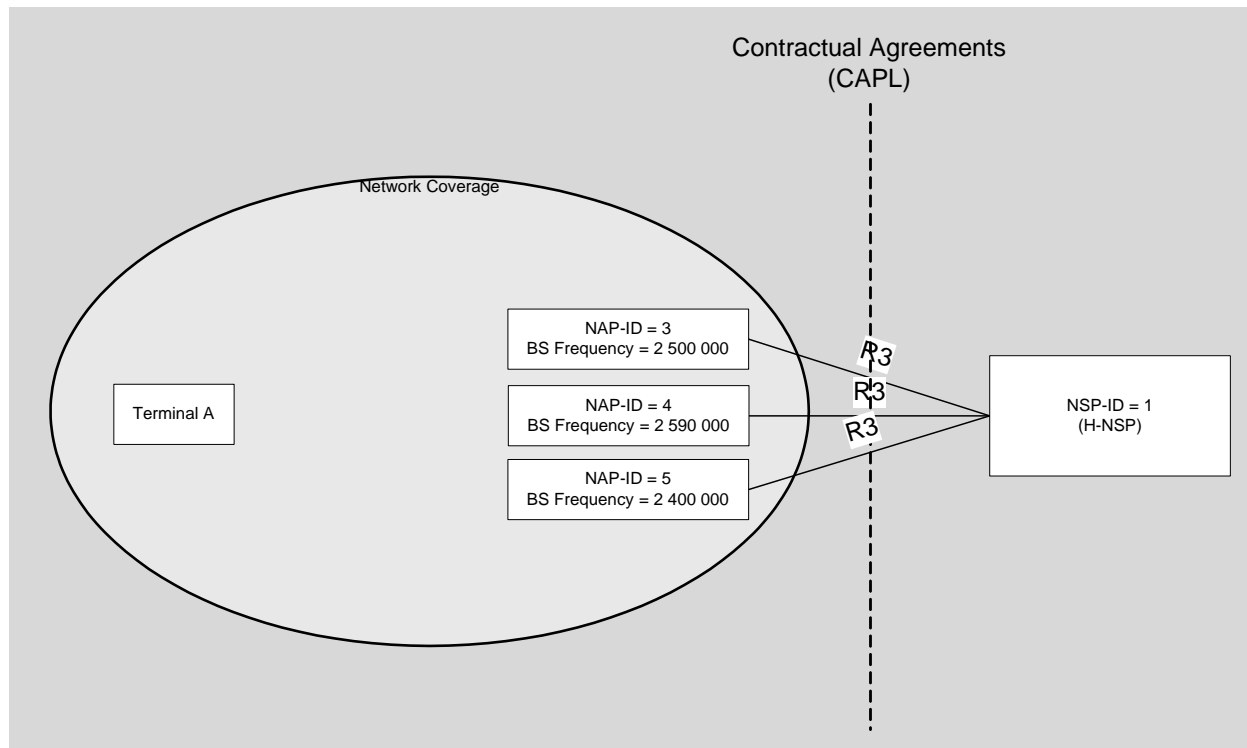 Contractual Agreements
(CAPL)
Network Coverage
NAP-ID = 3
BS Frequency = 2 500 000
R3
Terminal A
NAP-ID = 4
BS Frequency = 2 590 000
R3
NSP-ID = 1
(H-NSP)
R3
NAP-ID = 5
BS Frequency = 2 400 000